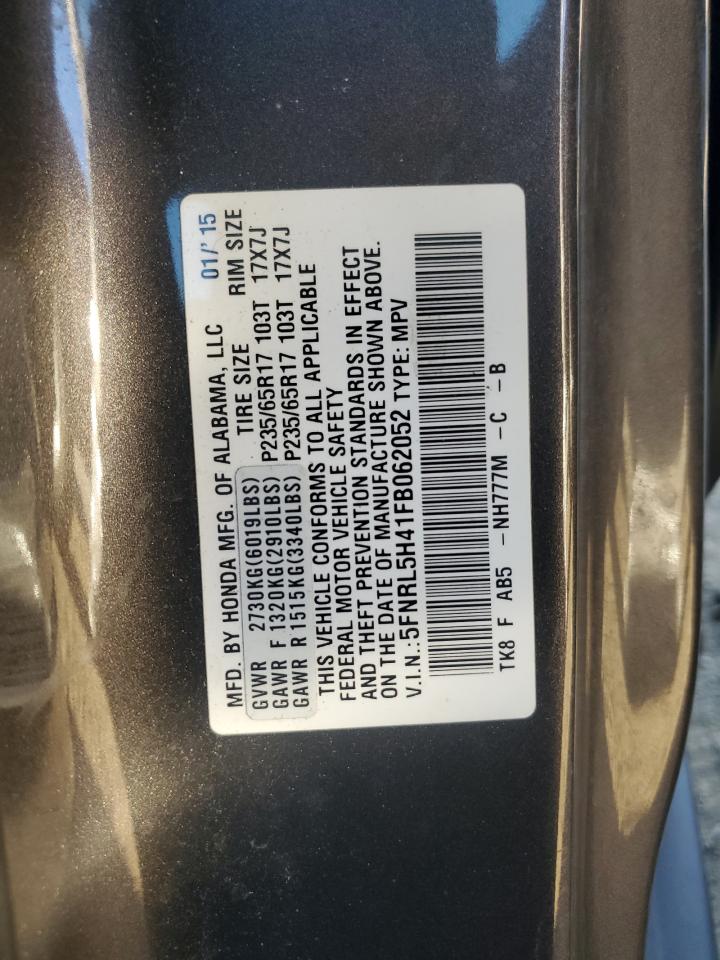 MFD. BY HONDA MFG. OF ALABAMA, LLC 01/'15
TIRE SIZE RIM SIZE
GVWR 2730KG(6019LBS)
GAWR F 1320KG(2910LBS) P235/65R17 103T 17X7J
GAWR R 1515KG(3340LBS) P235/65R17 103T 17X7J
THIS VEHICLE CONFORMS TO ALL APPLICABLE
FEDERAL MOTOR VEHICLE SAFETY
AND THEFT PREVENTION STANDARDS IN EFFECT
ON THE DATE OF MANUFACTURE SHOWN ABOVE.
V.I.N.:5FNRL5H41FB062052 TYPE: MPV
TK8 F AB5 -NH777M -C -B